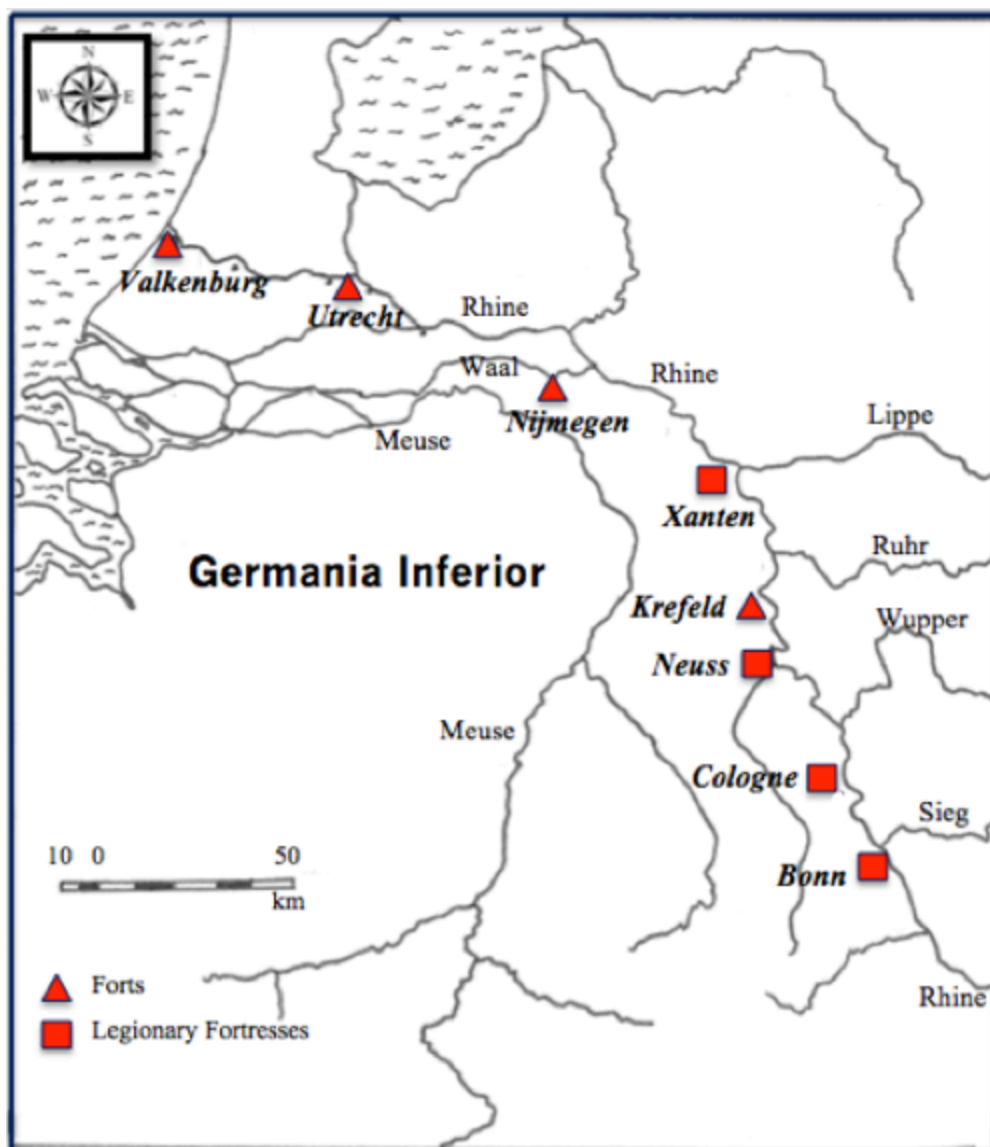 N
W E
S
Valkenburg
Utrecht
Rhine
Waal
Rhine
Nijmegen
Lippe
Meuse
Xanten
Ruhr
Germania Inferior
Krefeld
Wupper
Neuss
Meuse
Cologne
Sieg
10 0 50
km
Bonn
Forts
Rhine
Legionary Fortresses